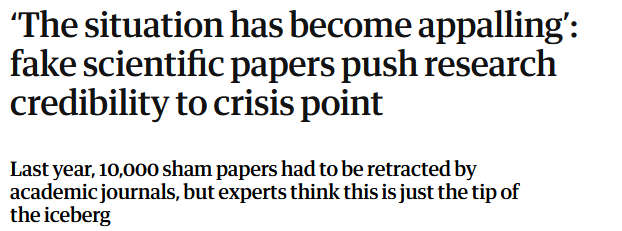 ‘The situation has become appalling’:
fake scientific papers push research
credibility to crisis point
Last year, 10,000 sham papers had to be retracted by
academic journals, but experts think this is just the tip of
the iceberg